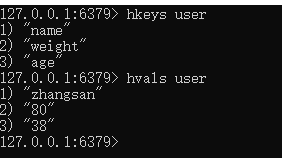 127.0.0.1:6379> hkeys user
1) "name"
2) "weight"
3) "age"
127.0.0.1:6379> hvals user
1) "zhangsan"
2) "80"
3) "38"
127.0.0.1:6379>